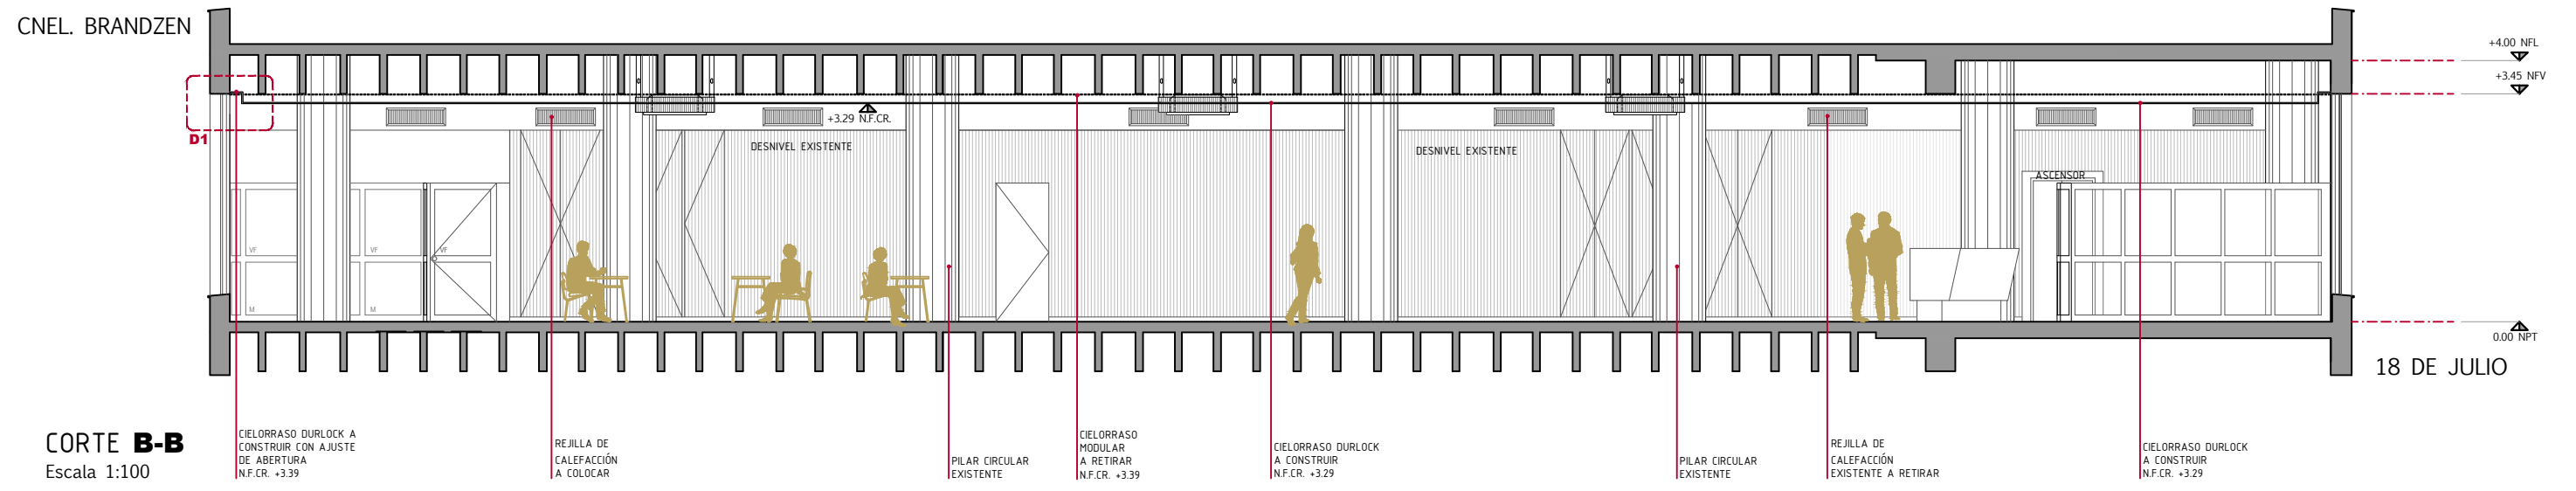 CNEL. BRANDZEN
+4.00 NFL
+3.45 NFV
D1
+3.29 N.F.CR.
DESNIVEL EXISTENTE
DESNIVEL EXISTENTE
ASCENSOR
VF
VF
VF
M
M
0.00 NPT
18 DE JULIO
CORTE B-B
Escala 1:100
CIELORRASO DURLOCK A
CONSTRUIR CON AJUSTE
DE ABERTURA
N.F.CR. +3.39
REJILLA DE
CALEFACCIÓN
A COLOCAR
PILAR CIRCULAR
EXISTENTE
CIELORRASO
MODULAR
A RETIRAR
N.F.CR. +3.39
CIELORRASO DURLOCK
A CONSTRUIR
N.F.CR. +3.29
PILAR CIRCULAR
EXISTENTE
REJILLA DE
CALEFACCIÓN
EXISTENTE A RETIRAR
CIELORRASO DURLOCK
A CONSTRUIR
N.F.CR. +3.29